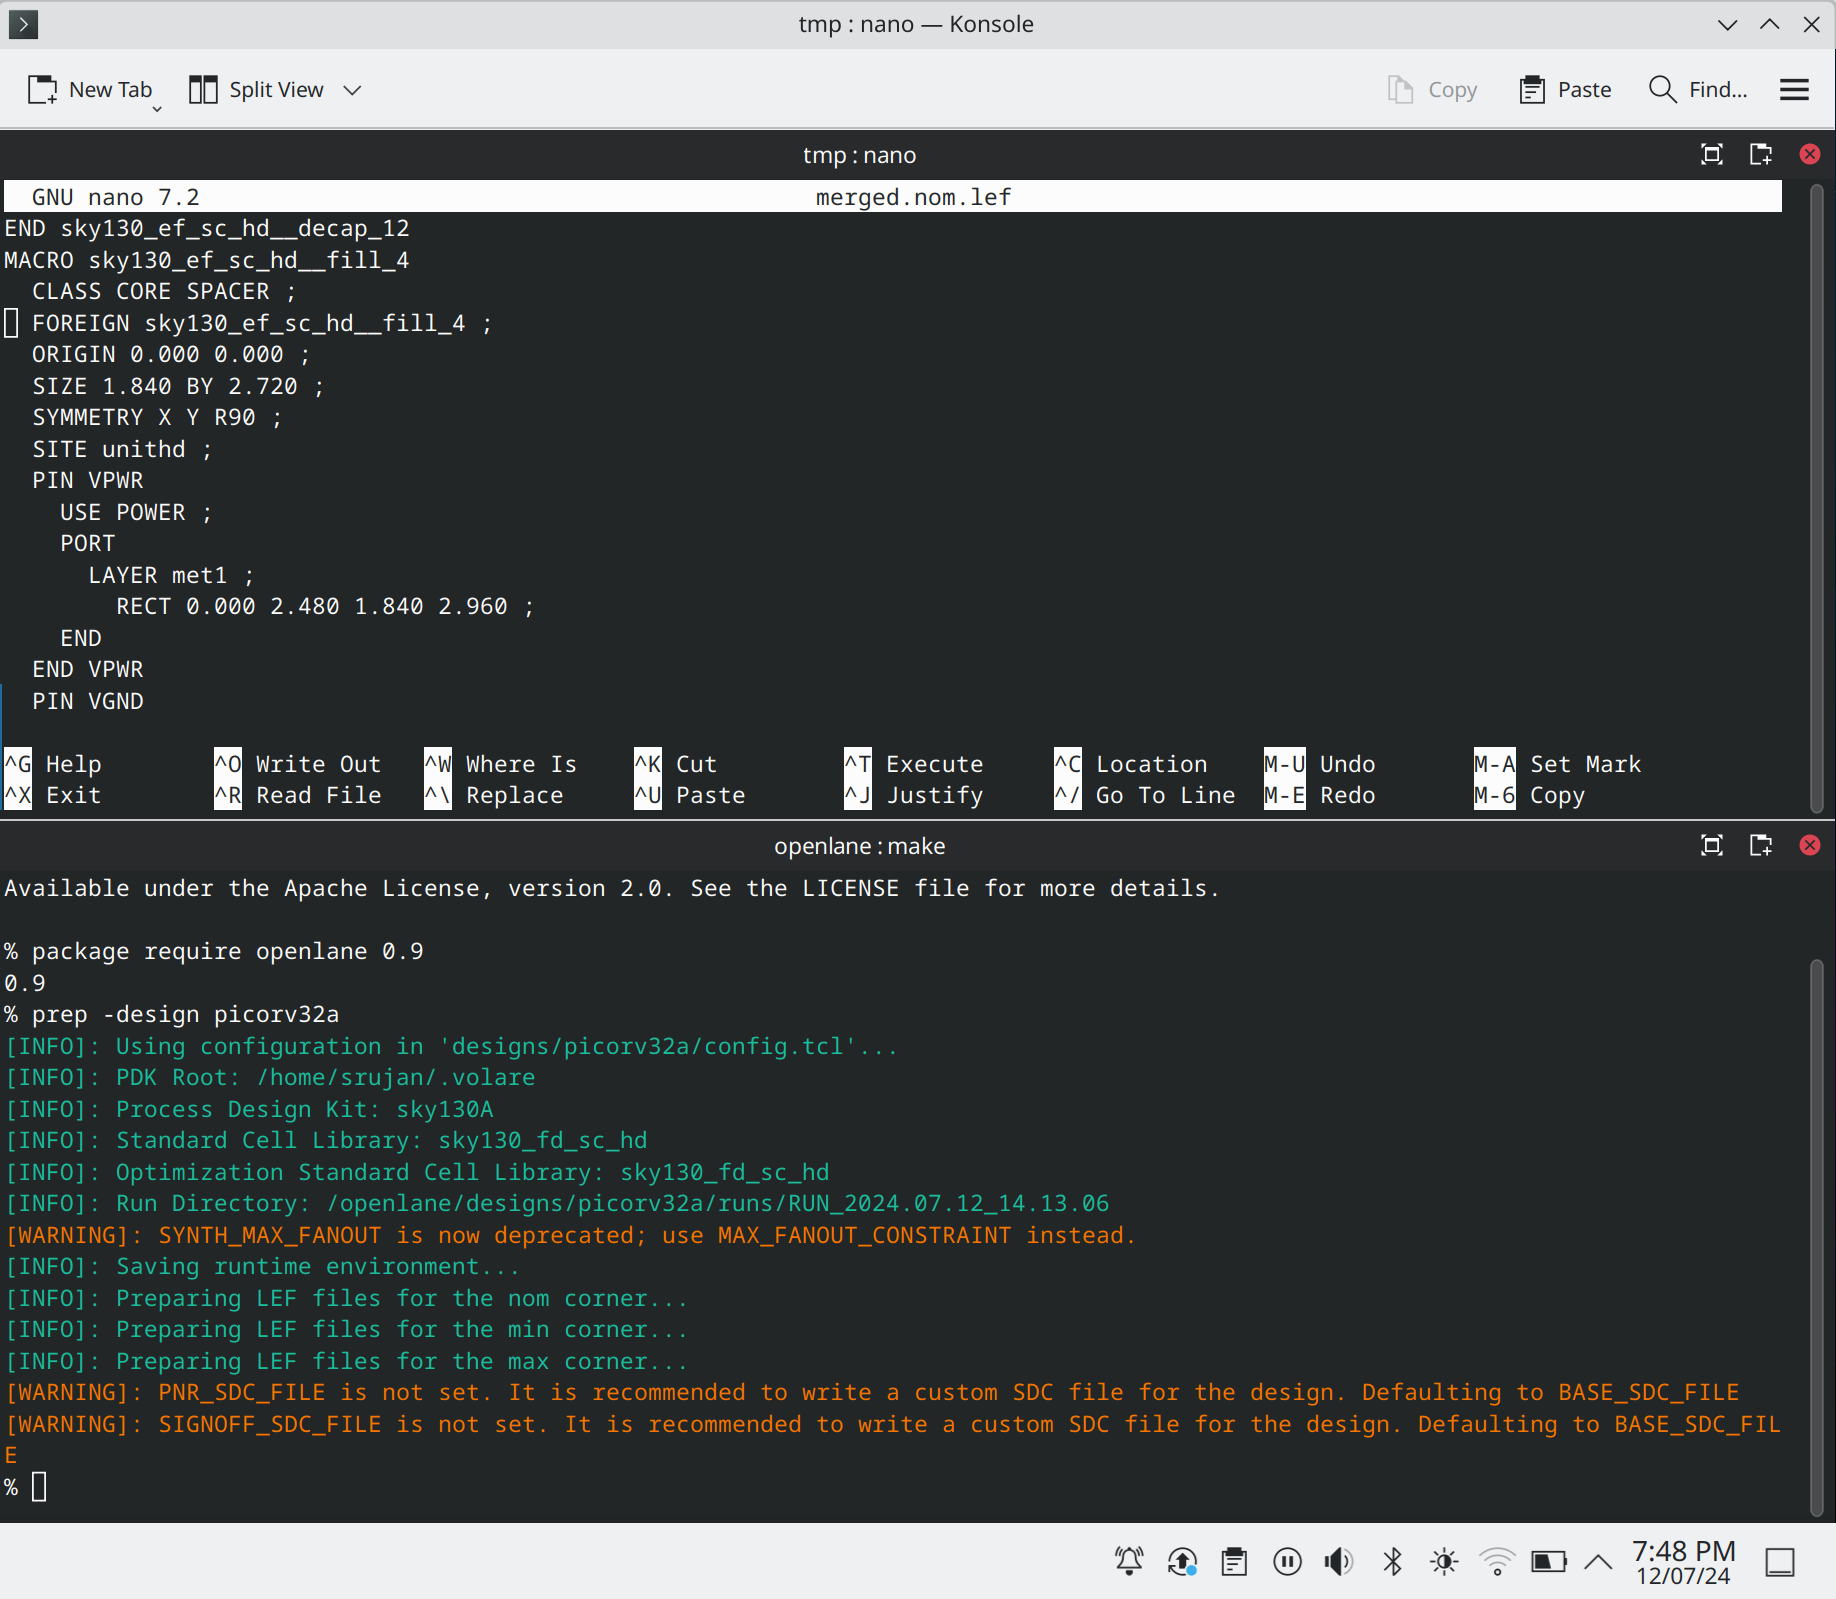 tmp : nano — Konsole
New Tab
Split View
Copy
Paste
Find...
tmp : nano
GNU nano 7.2 merged.nom.lef
END sky130_ef_sc_hd__decap_12
MACRO sky130_ef_sc_hd__fill_4
CLASS CORE SPACER ;
FOREIGN sky130_ef_sc_hd__fill_4 ;
ORIGIN 0.000 0.000 ;
SIZE 1.840 BY 2.720 ;
SYMMETRY X Y R90 ;
SITE unithd ;
PIN VPWR
USE POWER ;
PORT
LAYER met1 ;
RECT 0.000 2.480 1.840 2.960 ;
END
END VPWR
PIN VGND
^G Help ^O Write Out ^W Where Is ^K Cut ^T Execute ^C Location M-U Undo M-A Set Mark
^X Exit ^R Read File ^\ Replace ^U Paste ^J Justify ^/ Go To Line M-E Redo M-6 Copy
openlane : make
Available under the Apache License, version 2.0. See the LICENSE file for more details.
% package require openlane 0.9
0.9
% prep -design picorv32a
[INFO]: Using configuration in 'designs/picorv32a/config.tcl'...
[INFO]: PDK Root: /home/srujan/.volare
[INFO]: Process Design Kit: sky130A
[INFO]: Standard Cell Library: sky130_fd_sc_hd
[INFO]: Optimization Standard Cell Library: sky130_fd_sc_hd
[INFO]: Run Directory: /openlane/designs/picorv32a/runs/RUN_2024.07.12_14.13.06
[WARNING]: SYNTH_MAX_FANOUT is now deprecated; use MAX_FANOUT_CONSTRAINT instead.
[INFO]: Saving runtime environment...
[INFO]: Preparing LEF files for the nom corner...
[INFO]: Preparing LEF files for the min corner...
[INFO]: Preparing LEF files for the max corner...
[WARNING]: PNR_SDC_FILE is not set. It is recommended to write a custom SDC file for the design. Defaulting to BASE_SDC_FILE
[WARNING]: SIGNOFF_SDC_FILE is not set. It is recommended to write a custom SDC file for the design. Defaulting to BASE_SDC_FIL
E
%
7:48 PM
12/07/24